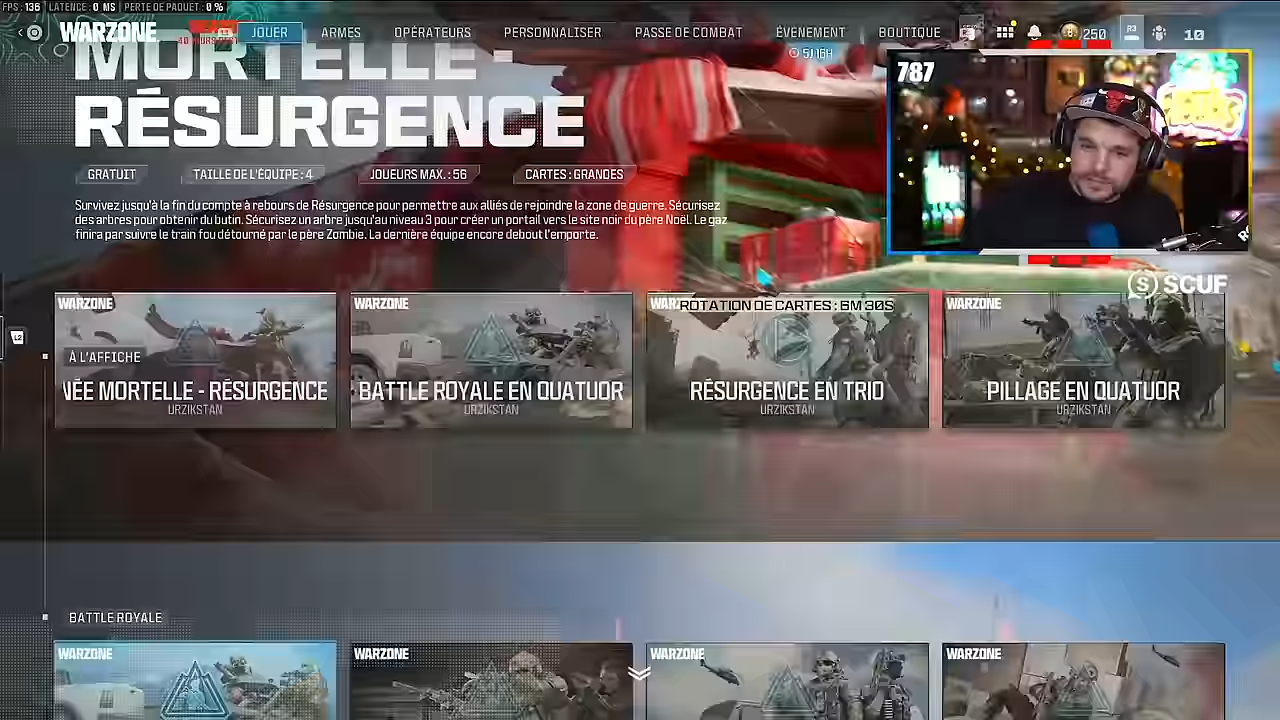 FPS : 136 | LATENCE : 0 MS | PERTE DE PAQUET : 0 %
WARZONE
JOUER
ARMES
OPÉRATEURS
PERSONNALISER
PASSE DE COMBAT
ÉVÉNEMENT
BOUTIQUE
250
R3
10
MORTELLE -
RÉSURGENCE
787
GRATUIT
TAILLE DE L'ÉQUIPE : 4
JOUEURS MAX. : 56
CARTES : GRANDES
Survivez jusqu'à la fin du compte à rebours de Résurgence pour permettre aux alliés de rejoindre la zone de guerre. Sécurisez
des arbres pour obtenir du butin. Sécurisez un arbre jusqu'au niveau 3 pour créer un portail vers le site noir du père Noël. Le gaz
finira par suivre le train fou détourné par le père Zombie. La dernière équipe encore debout l'emporte.
SCUF
L2
WARZONE
À L'AFFICHE
NÉE MORTELLE - RÉSURGENCE
URZIKSTAN
WARZONE
BATTLE ROYALE EN QUATUOR
URZIKSTAN
WAR
ROTATION DE CARTES : 6M 30S
RÉSURGENCE EN TRIO
URZIKSTAN
WARZONE
PILLAGE EN QUATUOR
URZIKSTAN
BATTLE ROYALE
WARZONE
WARZONE
WARZONE
WARZONE